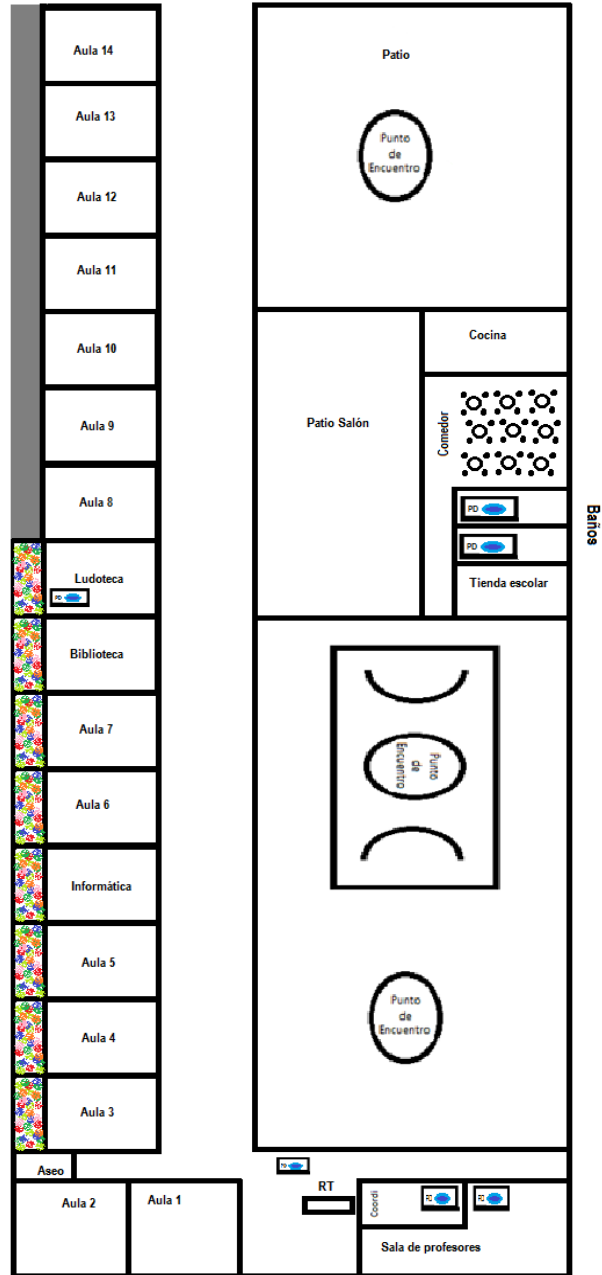 Aula 14
Aula 13
Aula 12
Aula 11
Aula 10
Aula 9
Aula 8
Ludoteca
PD
Biblioteca
Aula 7
Aula 6
Informática
Aula 5
Aula 4
Aula 3
Aseo
Aula 2
Aula 1
Patio
Punto
de
Encuentro
Patio Salón
Cocina
Comedor
PD
PD
Baños
Tienda escolar
Punto
de
Encuentro
Punto
de
Encuentro
PD
RT
Coordi
PD
PD
Sala de profesores